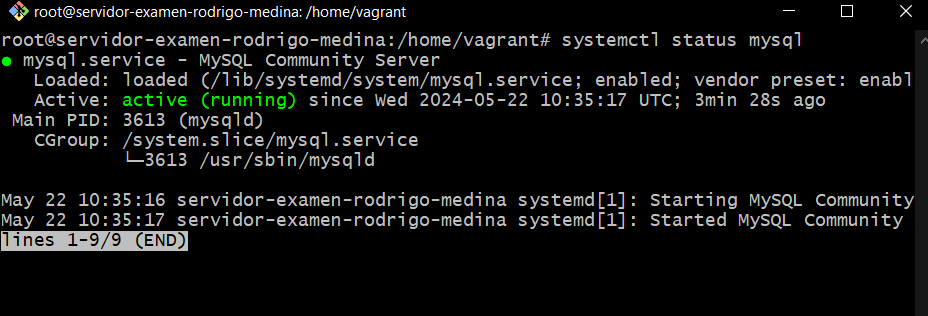 root@servidor-examen-rodrigo-medina: /home/vagrant
root@servidor-examen-rodrigo-medina:/home/vagrant# systemctl status mysql
● mysql.service - MySQL Community Server
   Loaded: loaded (/lib/systemd/system/mysql.service; enabled; vendor preset: enabl
   Active: active (running) since Wed 2024-05-22 10:35:17 UTC; 3min 28s ago
 Main PID: 3613 (mysqld)
   CGroup: /system.slice/mysql.service
           └─3613 /usr/sbin/mysqld
May 22 10:35:16 servidor-examen-rodrigo-medina systemd[1]: Starting MySQL Community
May 22 10:35:17 servidor-examen-rodrigo-medina systemd[1]: Started MySQL Community
lines 1-9/9 (END)